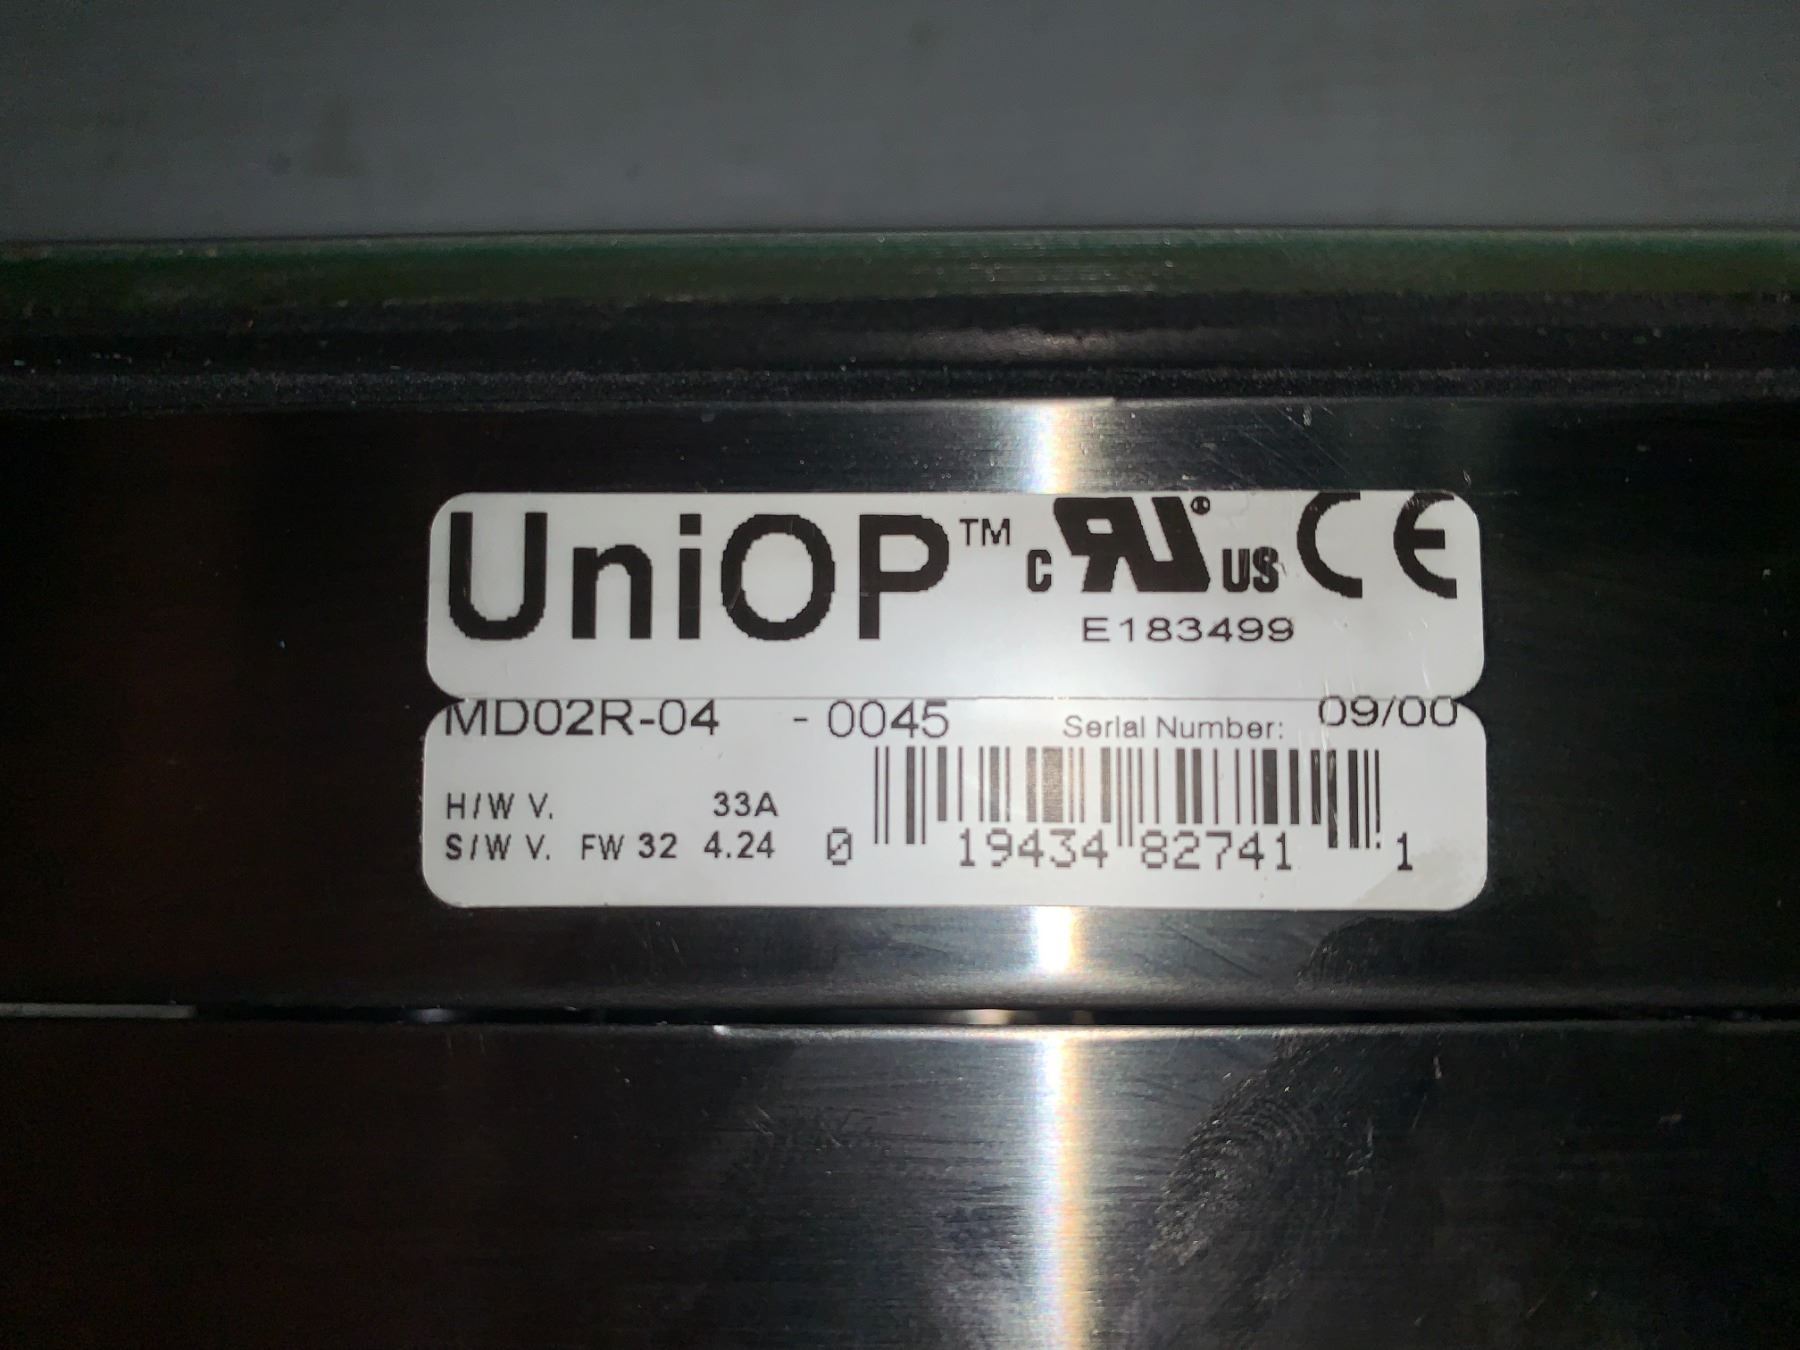 UniOP™ c RU® US CE
E183499
MD02R-04 - 0045 Serial Number: 09/00
H/W V. 33A
S/W V. FW 32 4.24
0 19434 82741 1